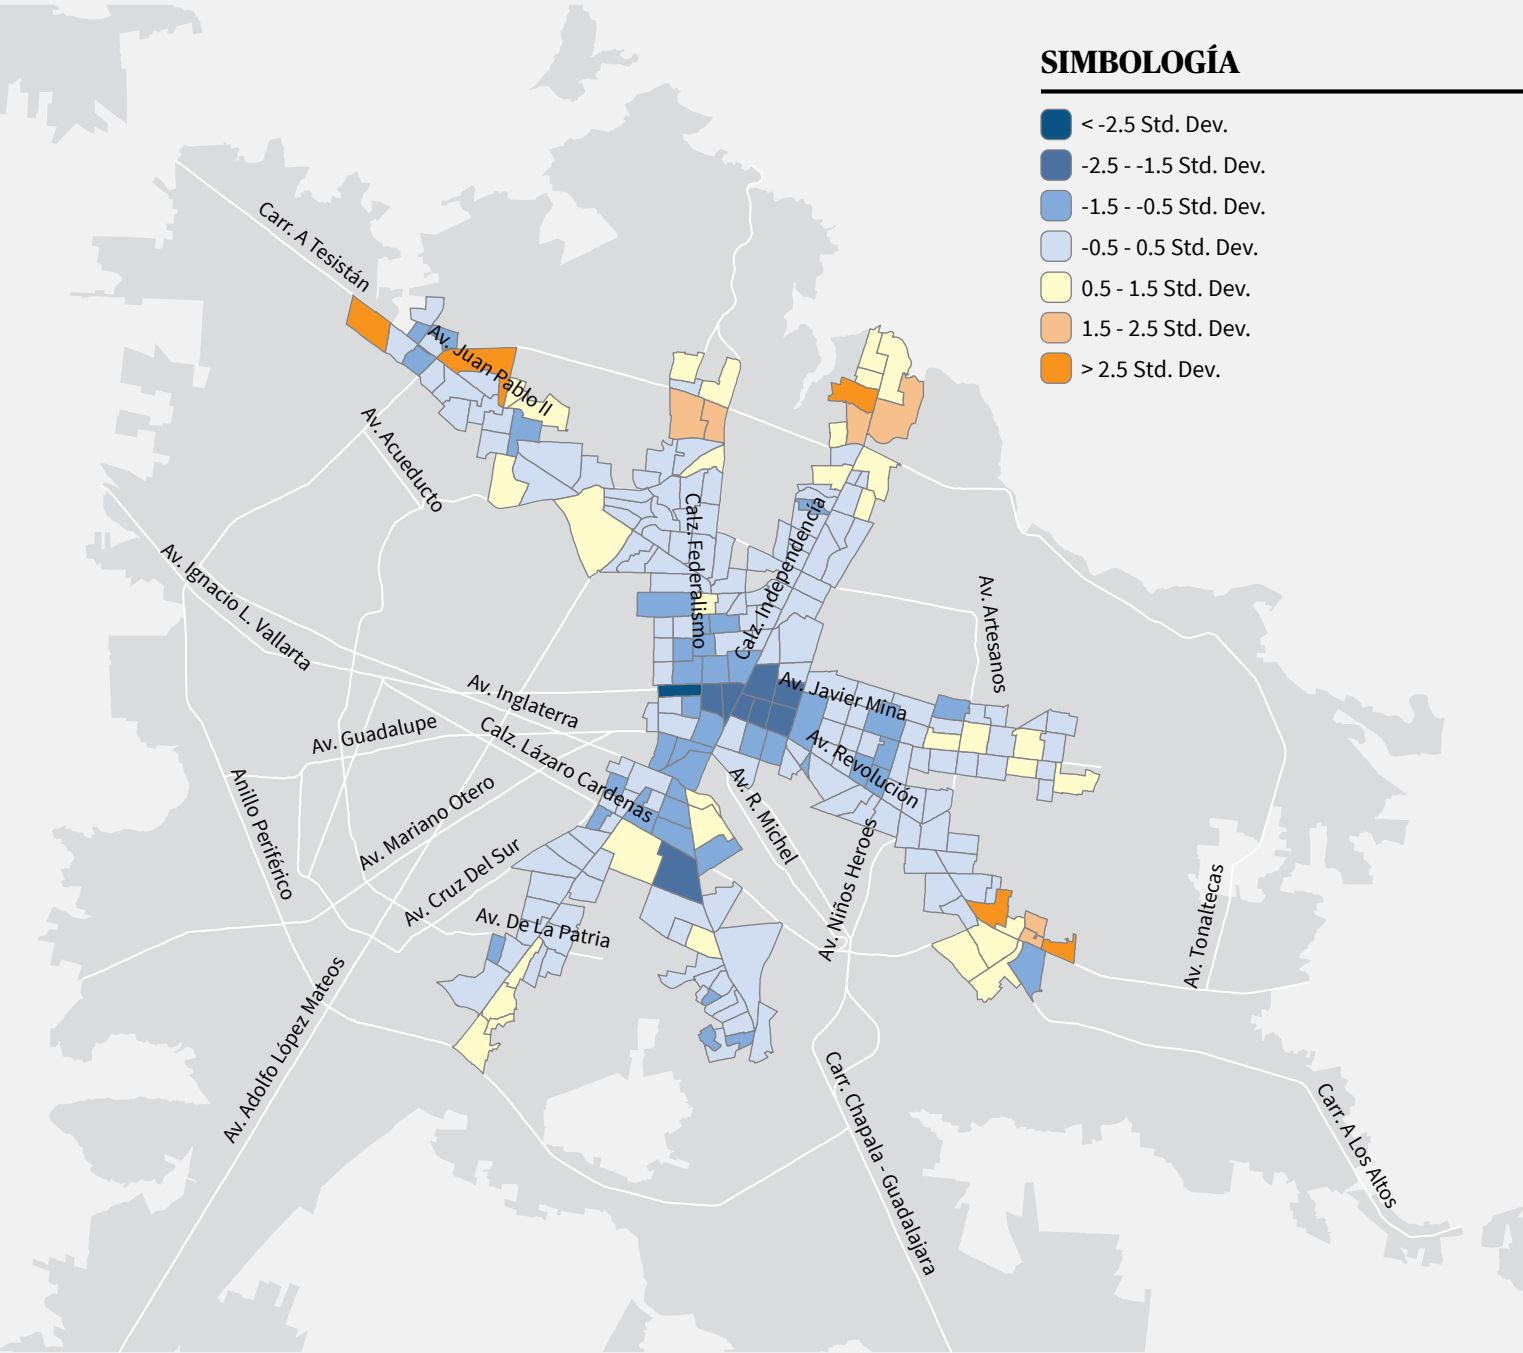 SIMBOLOGÍA
< -2.5 Std. Dev.
-2.5 - -1.5 Std. Dev.
-1.5 - -0.5 Std. Dev.
-0.5 - 0.5 Std. Dev.
0.5 - 1.5 Std. Dev.
1.5 - 2.5 Std. Dev.
> 2.5 Std. Dev.
Carr. A Tesistán
Av. Juan Pablo II
Av. Acueducto
Calz. Federalismo
Calz. Independencia
Av. Ignacio L. Vallarta
Av. Artesanos
Av. Inglaterra
Av. Javier Mina
Av. Guadalupe
Calz. Lázaro Cardenas
Av. Revolución
Anillo Periférico
Av. Mariano Otero
Av. R. Michel
Av. Cruz Del Sur
Av. Niños Heroes
Av. De La Patria
Av. Tonaltecas
Av. Adolfo López Mateos
Carr. Chapala - Guadalajara
Carr. A Los Altos